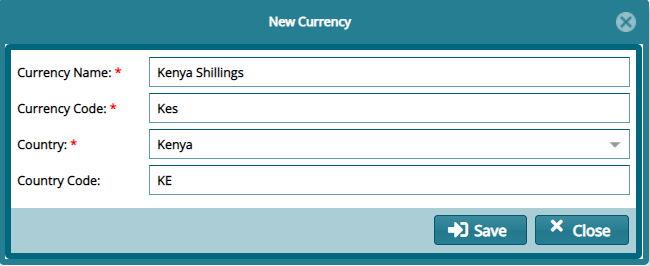 New Currency
Currency Name: * Kenya Shillings
Currency Code: * Kes
Country: * Kenya
Country Code: KE
Save Close